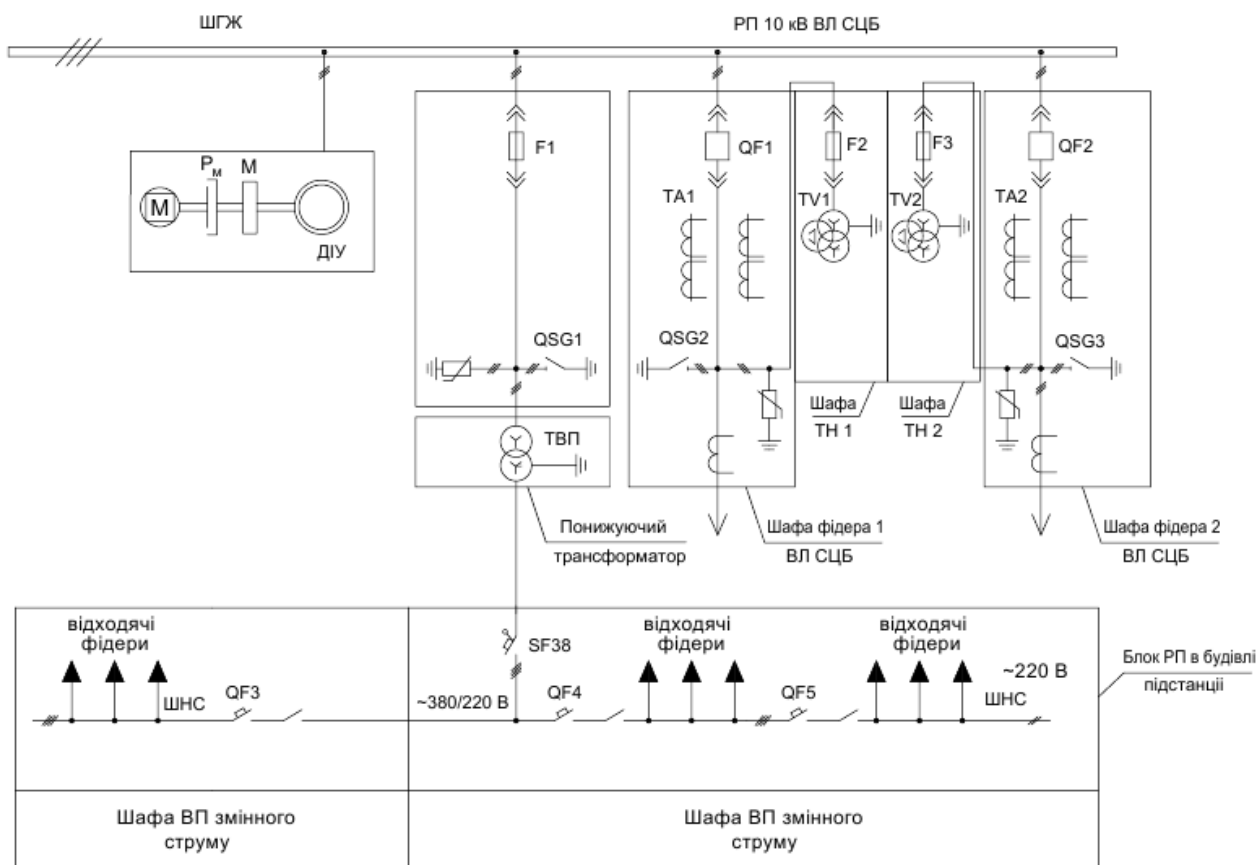 ШГЖ
РП 10 кВ ВЛ СЦБ
F1
QF1
F2
F3
QF2
Рм
М
М
ДІУ
TA1
TV1
TV2
TA2
QSG1
QSG2
QSG3
Шафа
ТН 1
Шафа
ТН 2
ТВП
Понижуючий
трансформатор
Шафа фідера 1
ВЛ СЦБ
Шафа фідера 2
ВЛ СЦБ
відходячі
фідери
SF38
відходячі
фідери
відходячі
фідери
~220 В
Блок РП в будівлі
підстанціі
ШНС
QF3
~380/220 В
QF4
QF5
ШНС
Шафа ВП змінного
струму
Шафа ВП змінного
струму